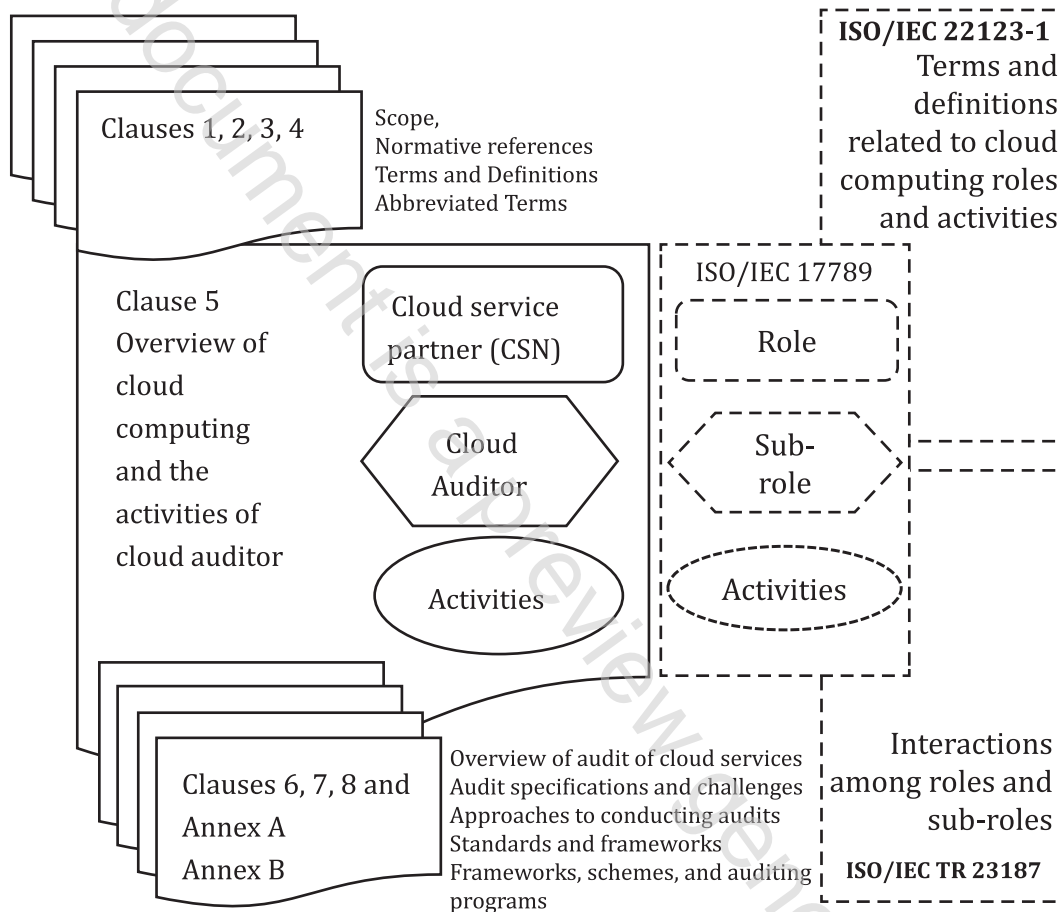 Clauses 1, 2, 3, 4
Scope,
Normative references
Terms and Definitions
Abbreviated Terms
ISO/IEC 22123-1
Terms and
definitions
related to cloud
computing roles
and activities
Clause 5
Overview of
cloud
computing
and the
activities of
cloud auditor
Cloud service
partner (CSN)
Cloud
Auditor
Activities
ISO/IEC 17789
Role
Sub-
role
Activities
Clauses 6, 7, 8 and
Annex A
Annex B
Overview of audit of cloud services
Audit specifications and challenges
Approaches to conducting audits
Standards and frameworks
Frameworks, schemes, and auditing
programs
Interactions
among roles and
sub-roles
ISO/IEC TR 23187
document is a preview